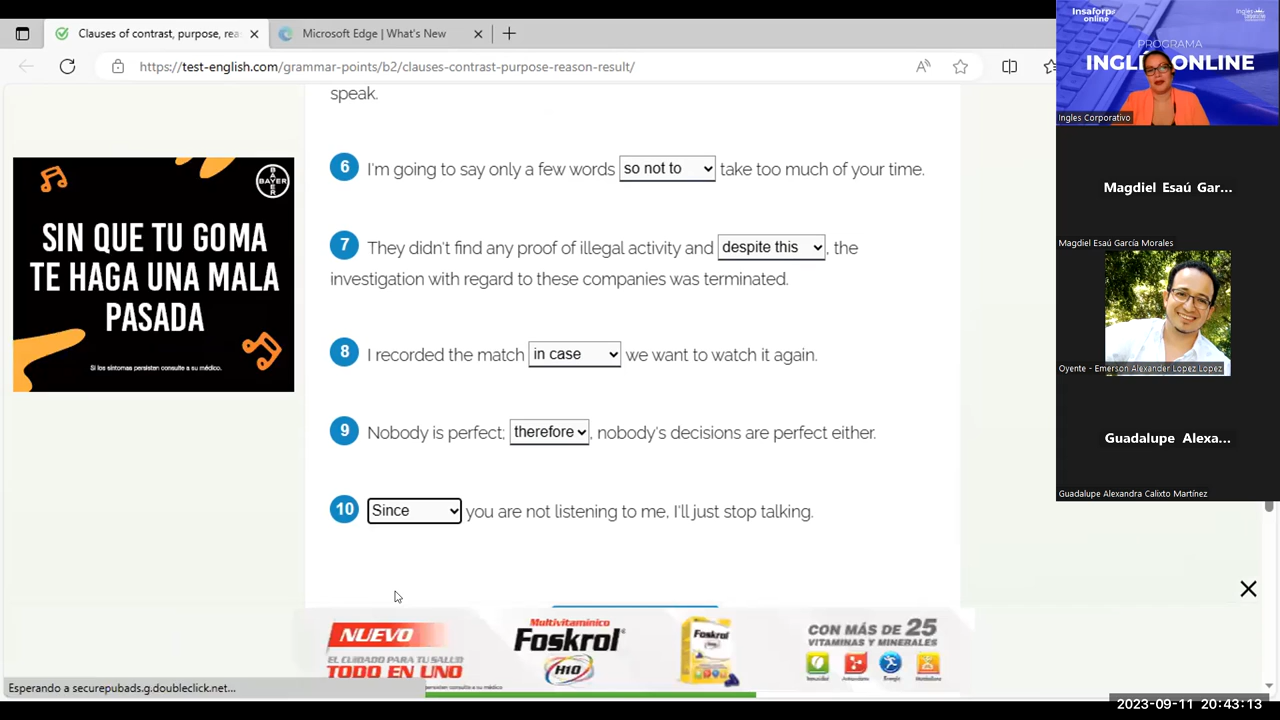 Clauses of contrast, purpose, rea
Microsoft Edge | What's New
https://test-english.com/grammar-points/b2/clauses-contrast-purpose-reason-result/
speak.
6 I'm going to say only a few words so not to take too much of your time.
7 They didn't find any proof of illegal activity and despite this , the
investigation with regard to these companies was terminated.
8 I recorded the match in case we want to watch it again.
9 Nobody is perfect; therefore , nobody's decisions are perfect either.
10 Since you are not listening to me, I'll just stop talking.
BAYER
BAYER
SIN QUE TU GOMA
TE HAGA UNA MALA
PASADA
Si los síntomas persisten consulte a su médico.
NUEVO
EL CUIDADO PARA TU SALUD
TODO EN UNO
persisten consulte a su médico
Multivitamínico
Foskrol
H10
Foskrol
CON MÁS DE 25
VITAMINAS Y MINERALES
Esperando a securepubads.g.doubleclick.net...
Insaforp
online
Inglés
PROGRAMA
INGLÉS ONLINE
Ingles Corporativo
Magdiel Esaú Gar...
Magdiel Esaú García Morales
Oyente - Emerson Alexander Lopez Lopez
Guadalupe Alexa...
Guadalupe Alexandra Calixto Martínez
2023-09-11 20:43:13